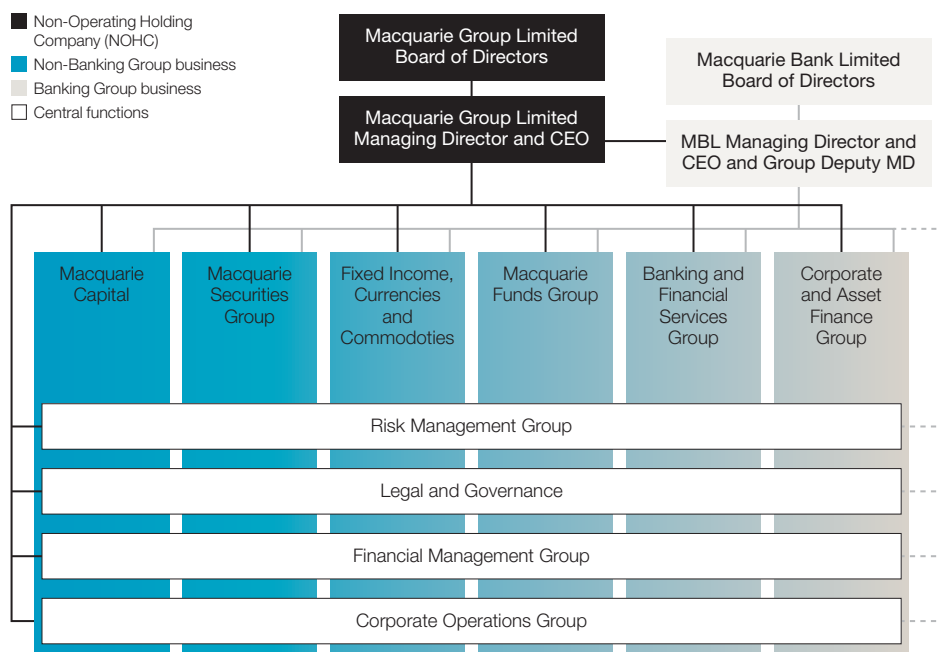 Non-Operating Holding
Company (NOHC)
Non-Banking Group business
Banking Group business
Central functions
Macquarie Group Limited
Board of Directors
Macquarie Bank Limited
Board of Directors
Macquarie Group Limited
Managing Director and CEO
MBL Managing Director and
CEO and Group Deputy MD
Macquarie
Capital
Macquarie
Securities
Group
Fixed Income,
Currencies
and
Commodoties
Macquarie
Funds Group
Banking and
Financial
Services
Group
Corporate
and Asset
Finance
Group
Risk Management Group
Legal and Governance
Financial Management Group
Corporate Operations Group